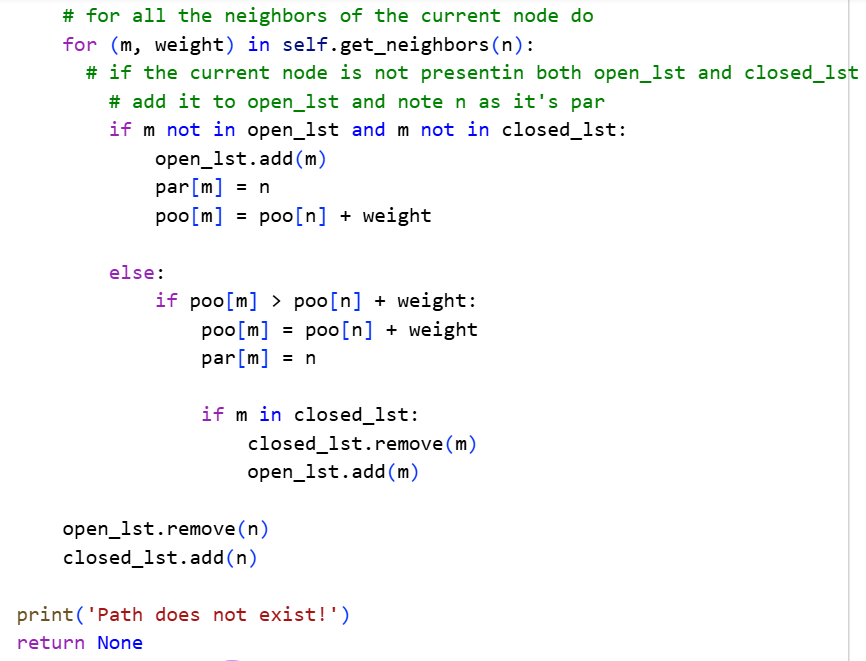 # for all the neighbors of the current node do
for (m, weight) in self.get_neighbors(n):
# if the current node is not presentin both open_lst and closed_lst
# add it to open_lst and note n as it's par
if m not in open_lst and m not in closed_lst:
open_lst.add(m)
par[m] = n
poo[m] = poo[n] + weight
else:
if poo[m] > poo[n] + weight:
poo[m] = poo[n] + weight
par[m] = n
if m in closed_lst:
closed_lst.remove(m)
open_lst.add(m)
open_lst.remove(n)
closed_lst.add(n)
print('Path does not exist!')
return None